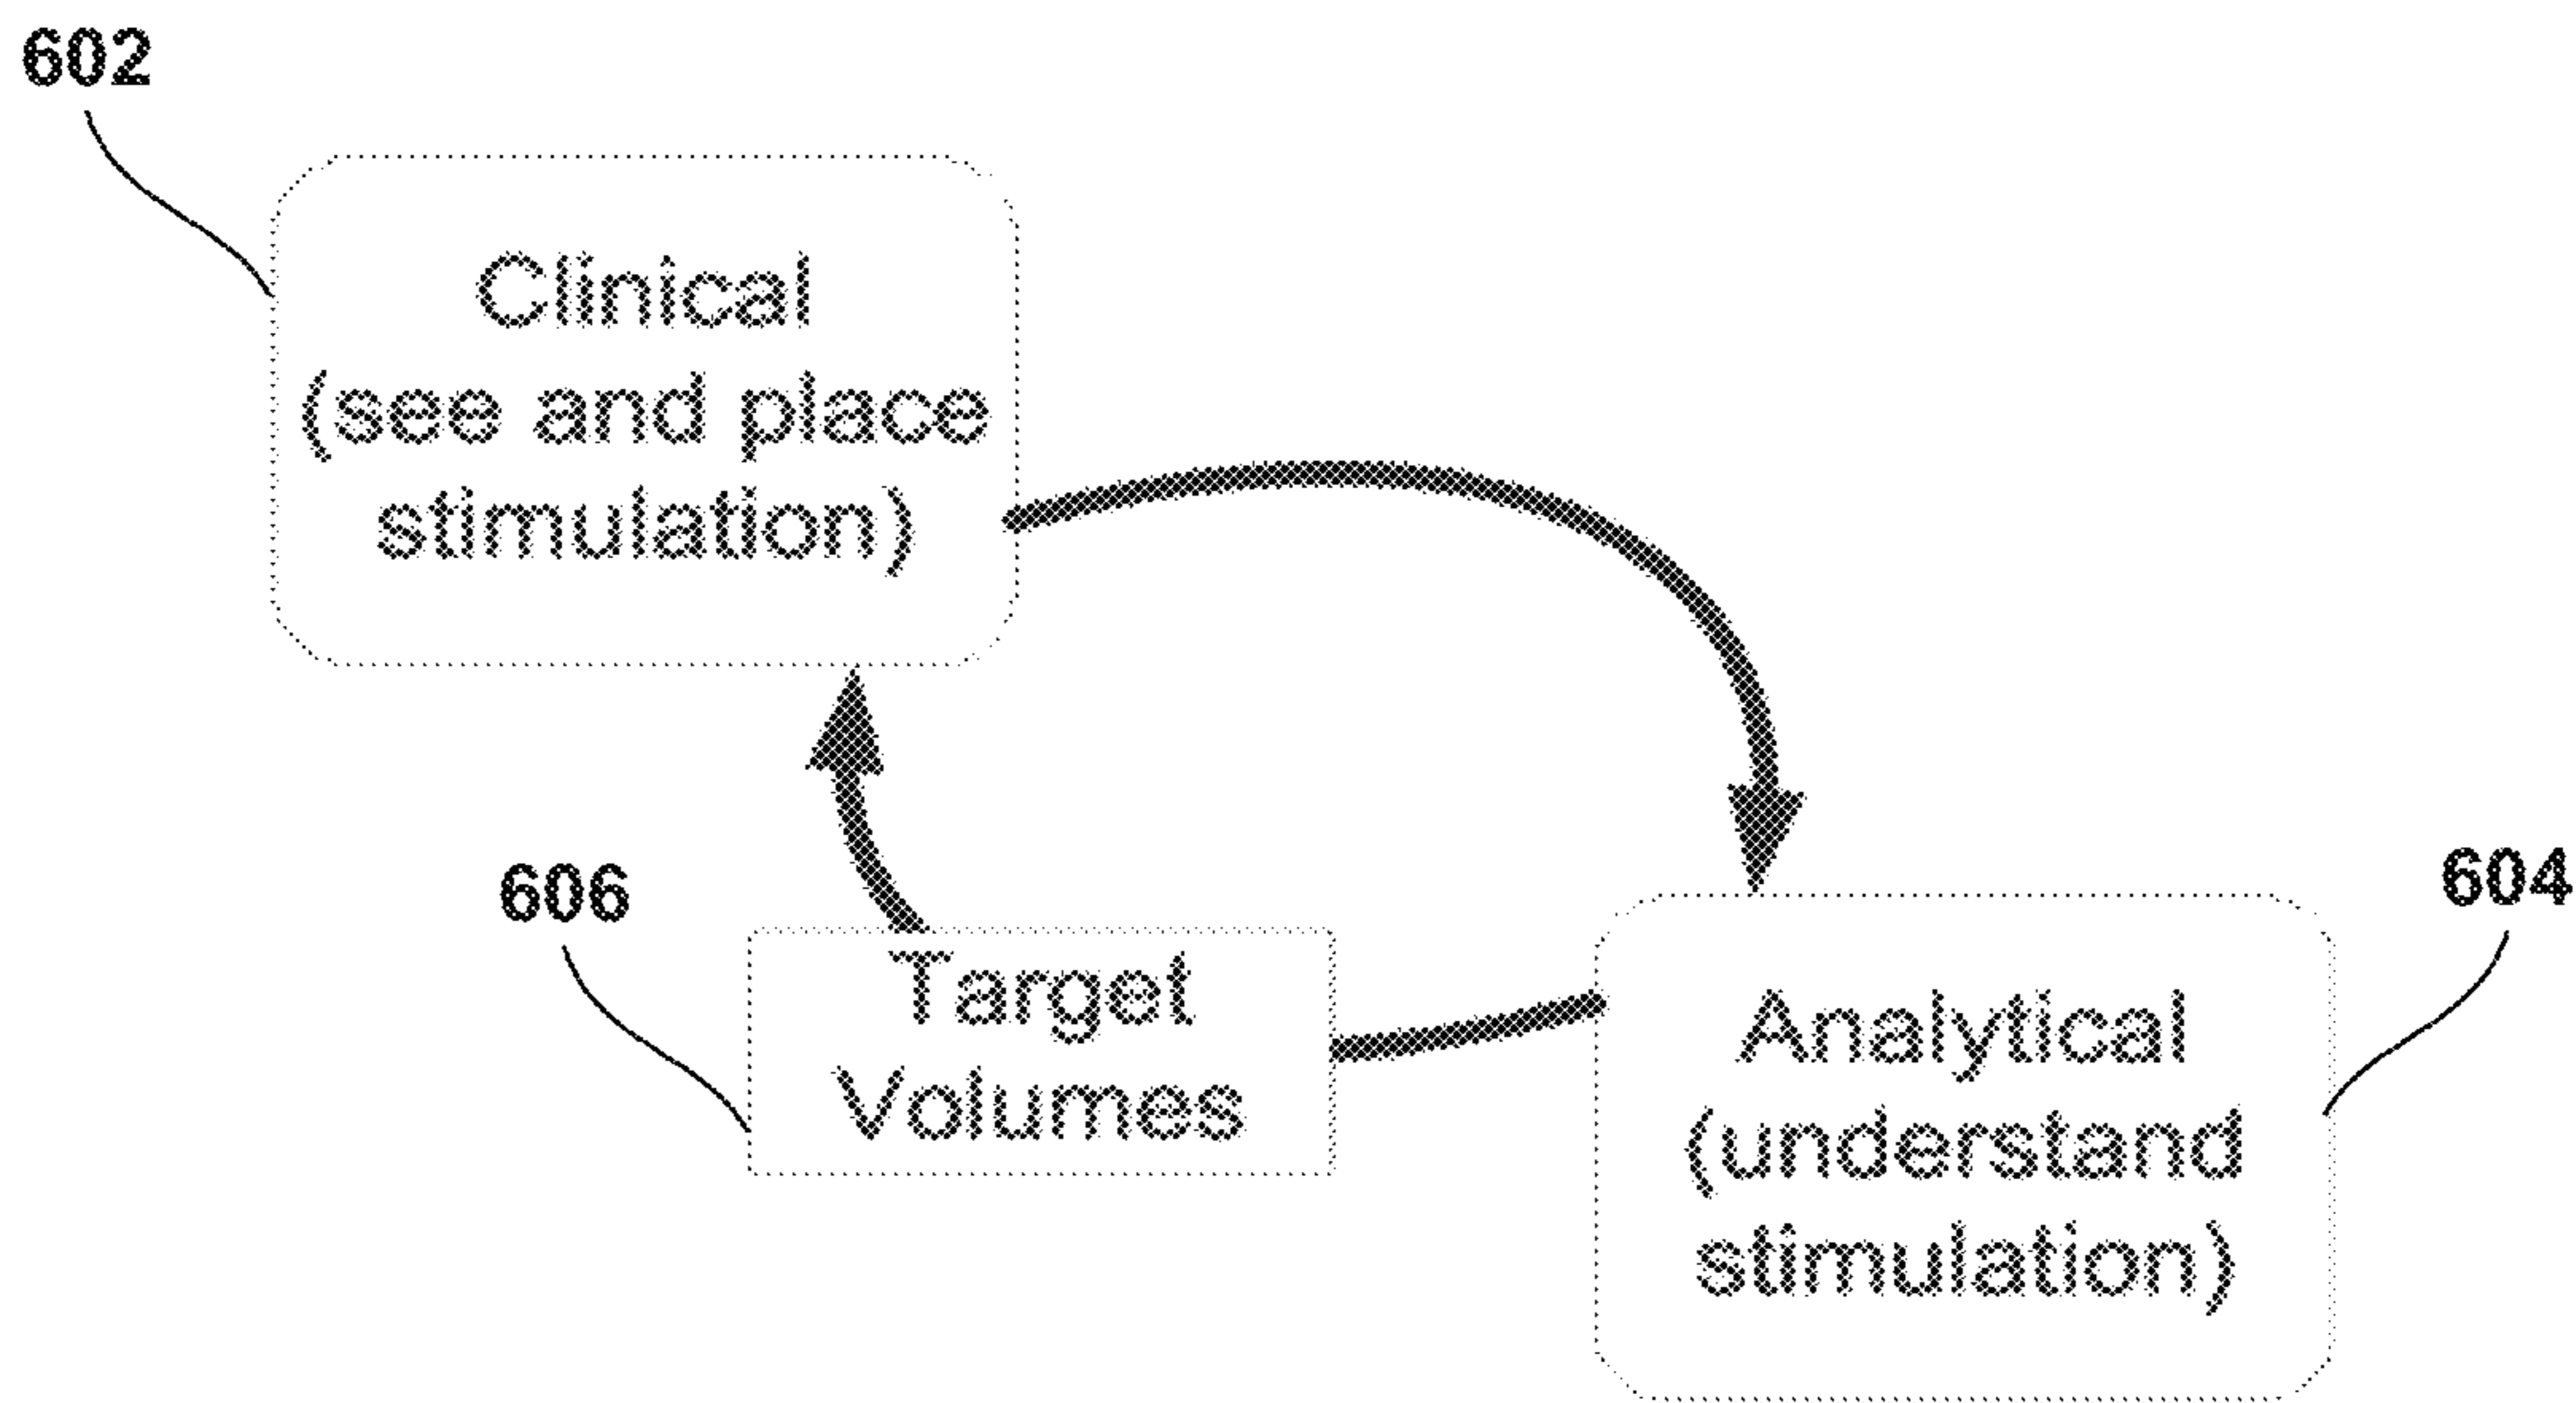 602
Clinical
(see and place
stimulation)
606
Target
Volumes
604
Analytical
(understand
stimulation)